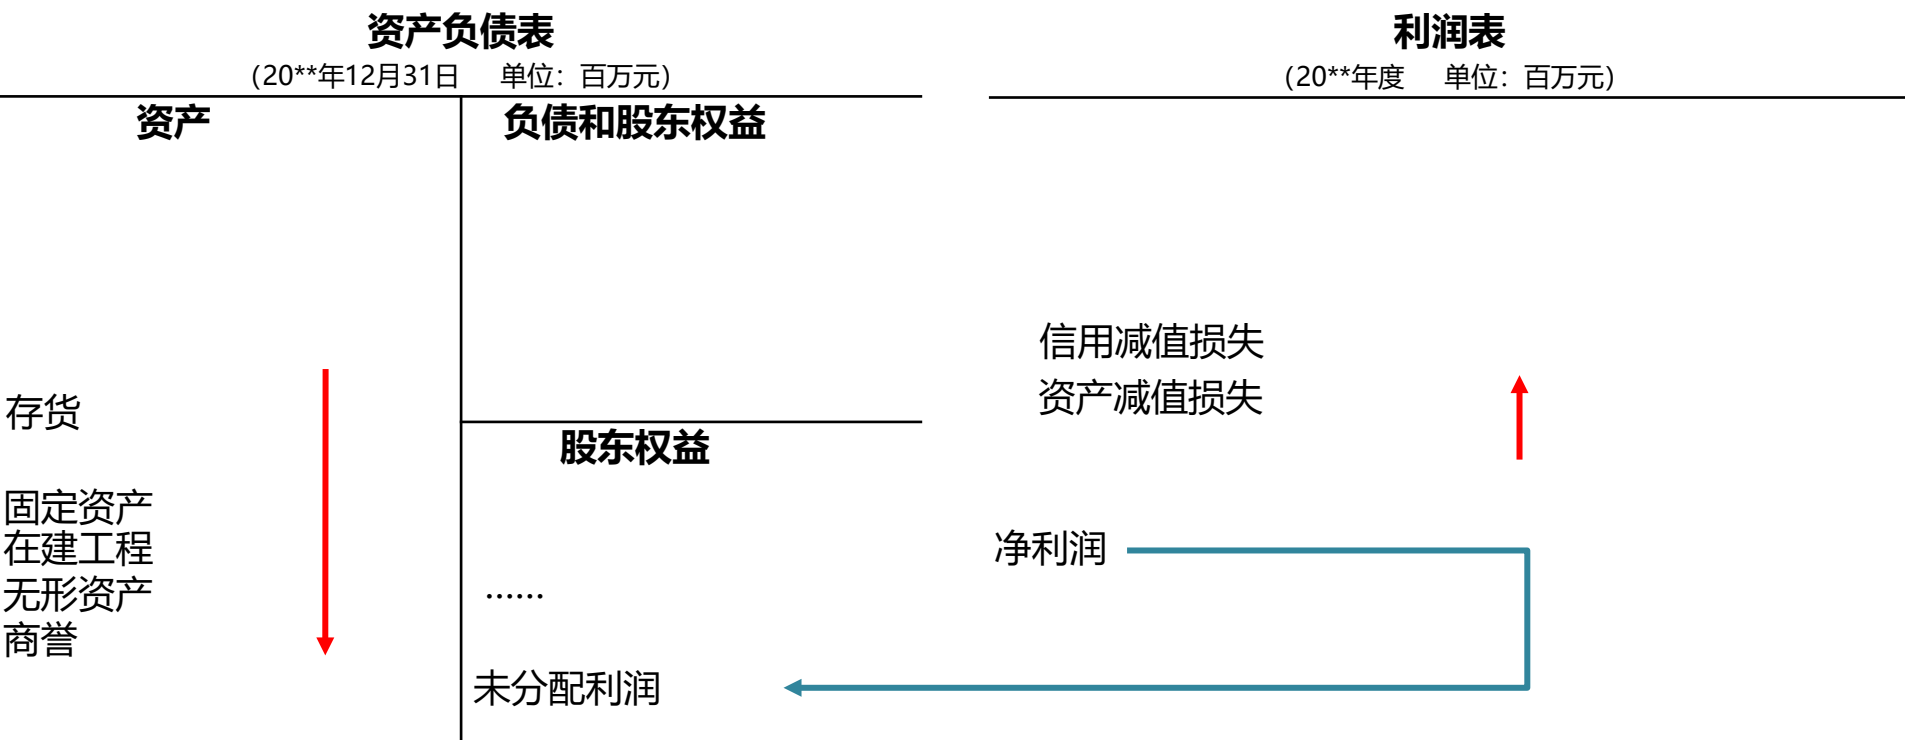 资产负债表
(20**年12月31日 单位：百万元)
资产
负债和股东权益
存货
固定资产
在建工程
无形资产
商誉
股东权益
......
未分配利润
利润表
(20**年度 单位：百万元)
信用减值损失
资产减值损失
净利润